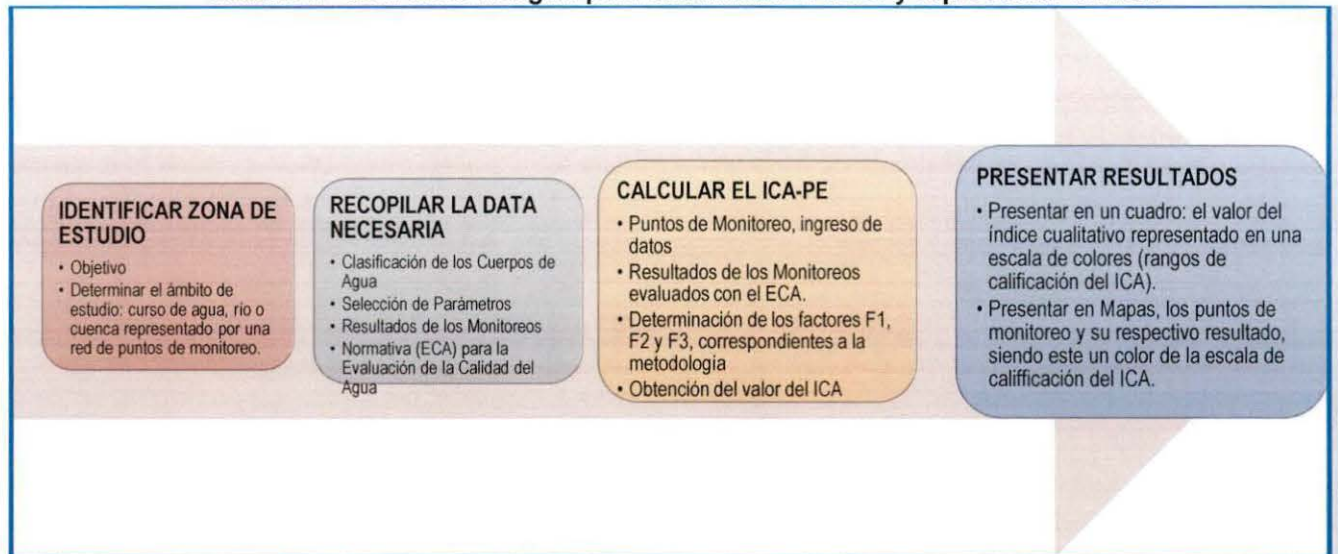 IDENTIFICAR ZONA DE
ESTUDIO
• Objetivo
• Determinar el ámbito de
estudio: curso de agua, río o
cuenca representado por una
red de puntos de monitoreo.
RECOPILAR LA DATA
NECESARIA
• Clasificación de los Cuerpos de
Agua
• Selección de Parámetros
• Resultados de los Monitoreos
• Normativa (ECA) para la
Evaluación de la Calidad del
Agua
CALCULAR EL ICA-PE
• Puntos de Monitoreo, ingreso de
datos
• Resultados de los Monitoreos
evaluados con el ECA.
• Determinación de los factores F1,
F2 y F3, correspondientes a la
metodología
• Obtención del valor del ICA
PRESENTAR RESULTADOS
• Presentar en un cuadro: el valor del
índice cualitativo representado en una
escala de colores (rangos de
calificación del ICA).
• Presentar en Mapas, los puntos de
monitoreo y su respectivo resultado,
siendo este un color de la escala de
califficación del ICA.